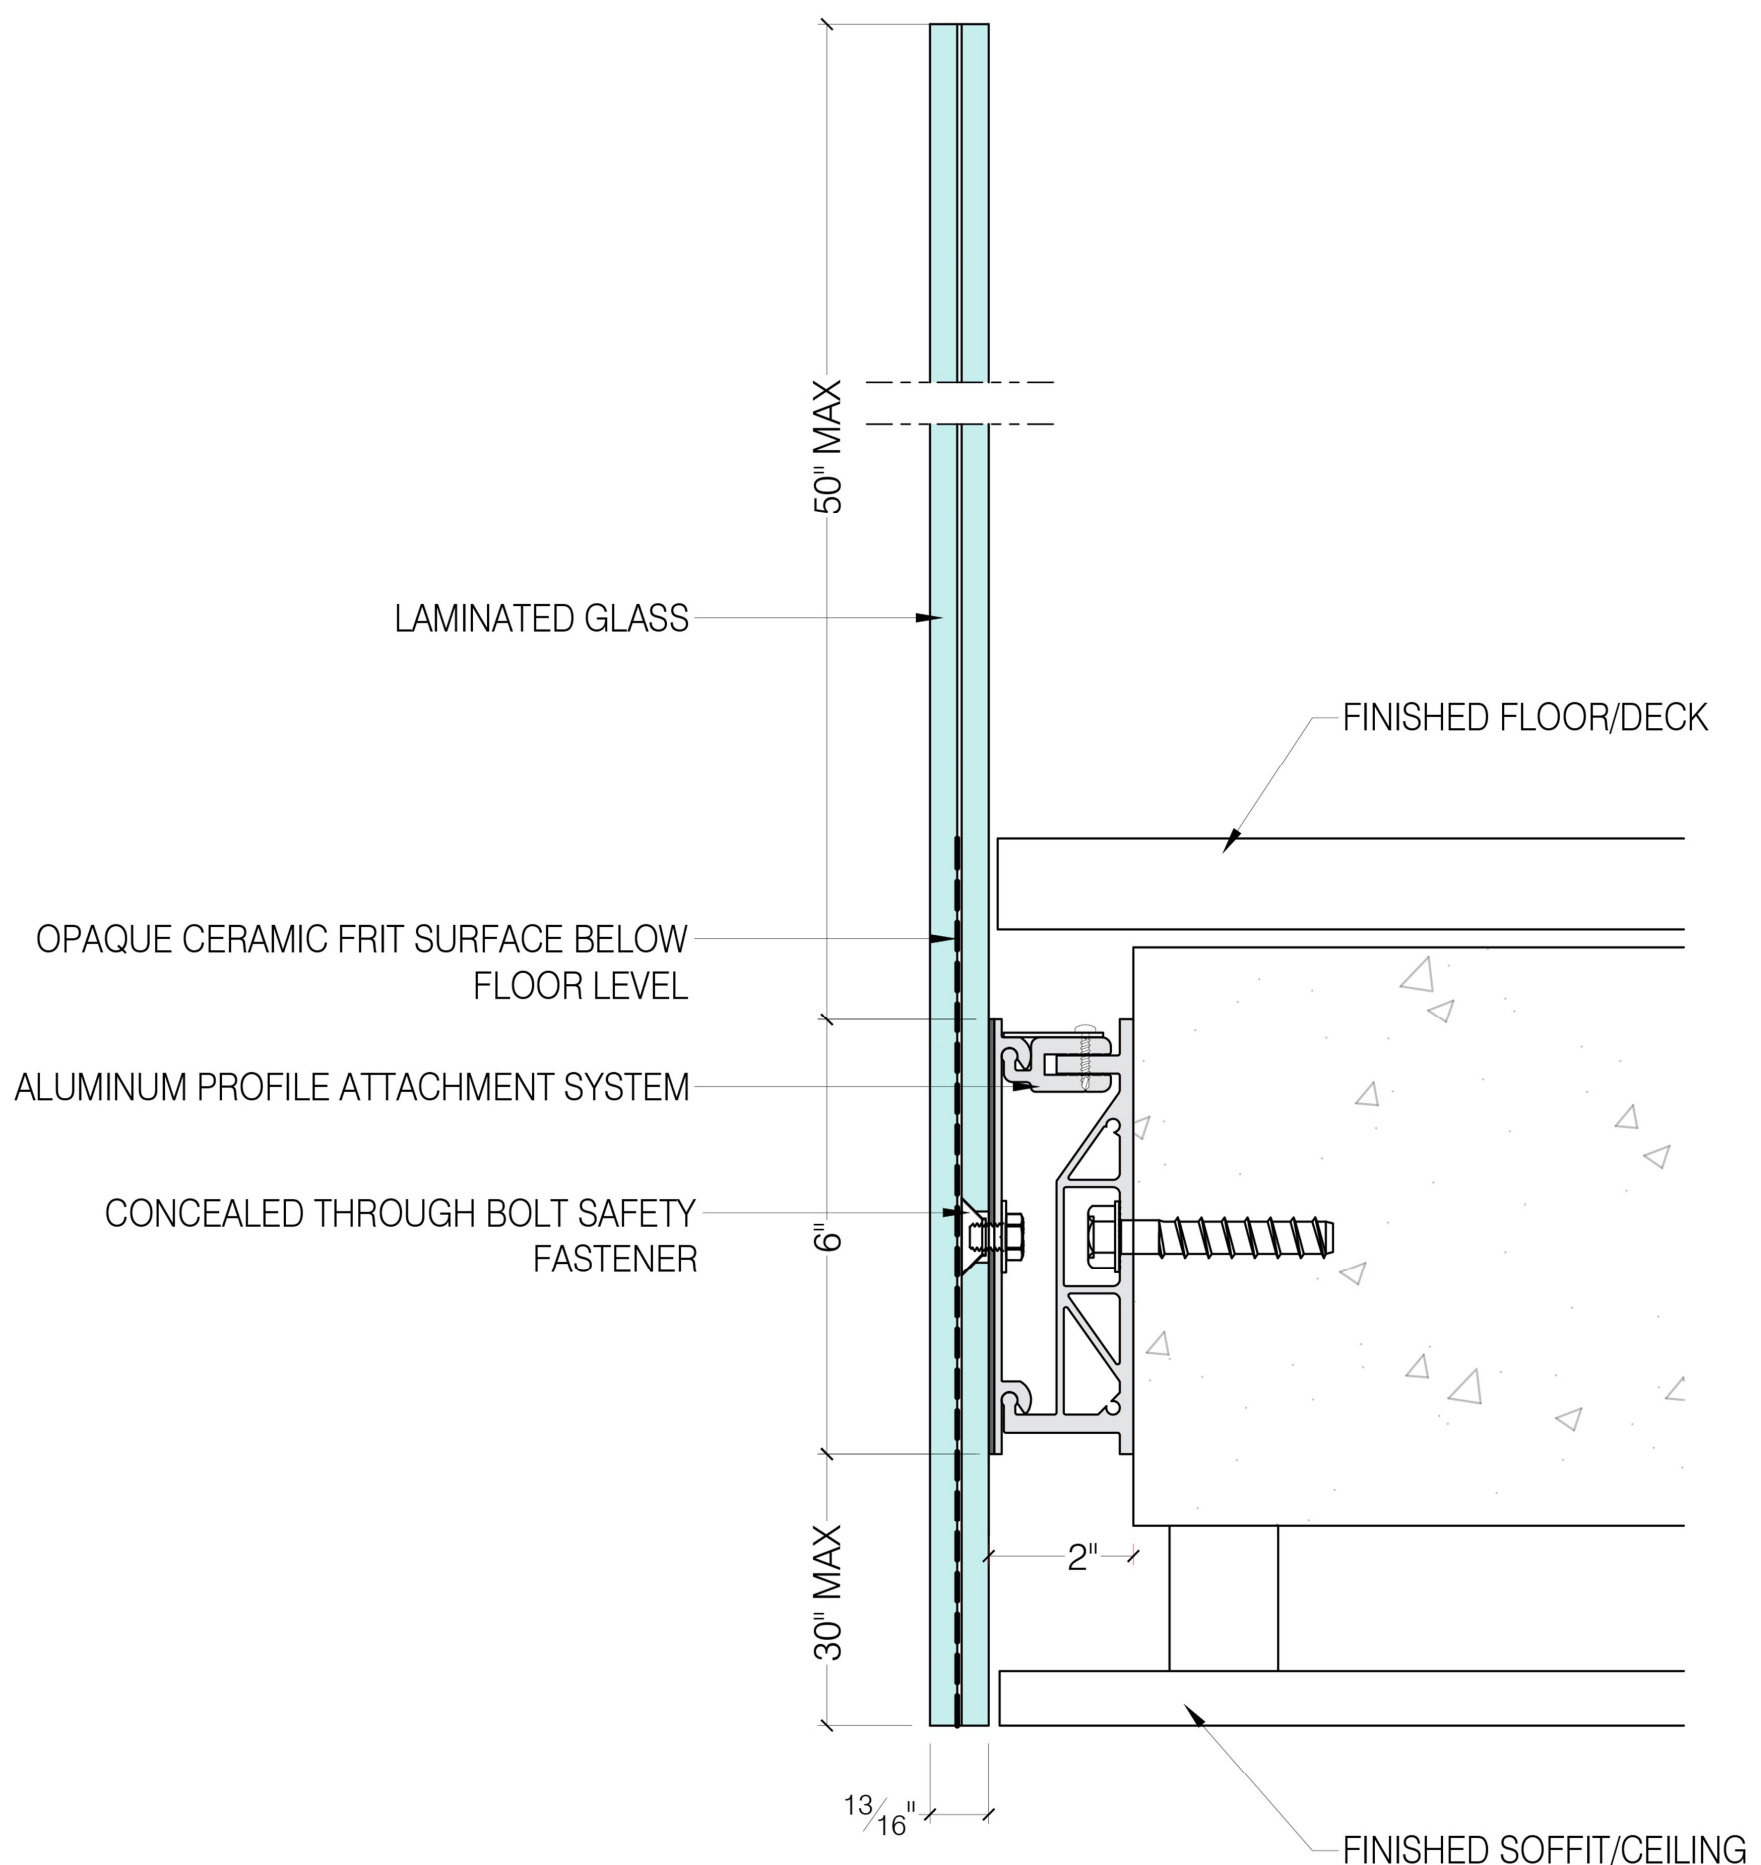 50" MAX
LAMINATED GLASS
FINISHED FLOOR/DECK
OPAQUE CERAMIC FRIT SURFACE BELOW
FLOOR LEVEL
ALUMINUM PROFILE ATTACHMENT SYSTEM
CONCEALED THROUGH BOLT SAFETY
FASTENER
6"
30" MAX
2"
13/16"
FINISHED SOFFIT/CEILING